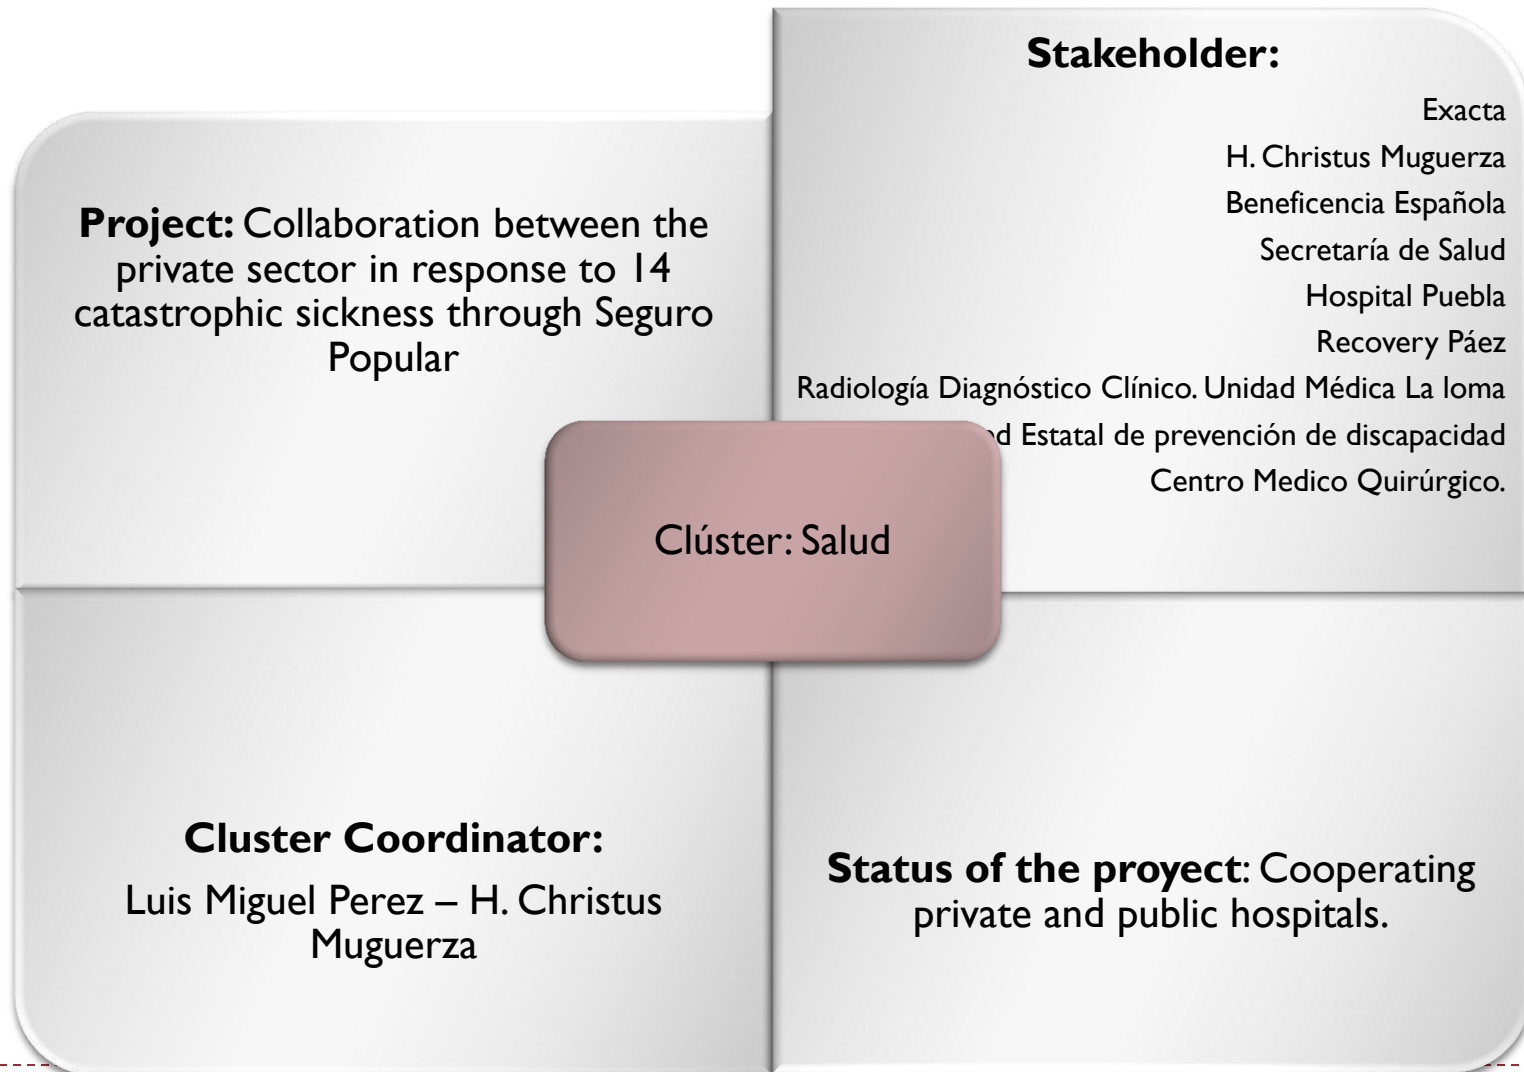 Project: Collaboration between the
private sector in response to 14
catastrophic sickness through Seguro
Popular
Stakeholder:
Exacta
H. Christus Muguerza
Beneficencia Española
Secretaría de Salud
Hospital Puebla
Recovery Páez
Radiología Diagnóstico Clínico. Unidad Médica La loma
Estatal de prevención de discapacidad
Centro Medico Quirúrgico.
Clúster: Salud
Cluster Coordinator:
Luis Miguel Perez – H. Christus
Muguerza
Status of the proyect: Cooperating
private and public hospitals.